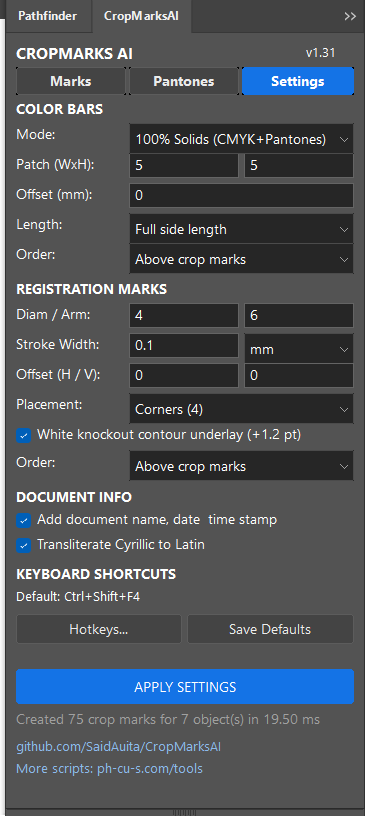 Pathfinder CropMarksAI >>
CROPMARKS AI v1.31
Marks Pantones Settings
COLOR BARS
Mode: 100% Solids (CMYK+Pantones)
Patch (WxH): 5 5
Offset (mm): 0
Length: Full side length
Order: Above crop marks
REGISTRATION MARKS
Diam / Arm: 4 6
Stroke Width: 0.1 mm
Offset (H / V): 0 0
Placement: Corners (4)
White knockout contour underlay (+1.2 pt)
Order: Above crop marks
DOCUMENT INFO
Add document name, date  time stamp
Transliterate Cyrillic to Latin
KEYBOARD SHORTCUTS
Default: Ctrl+Shift+F4
Hotkeys... Save Defaults
APPLY SETTINGS
Created 75 crop marks for 7 object(s) in 19.50 ms
github.com/SaidAuita/CropMarksAI
More scripts: ph-cu-s.com/tools